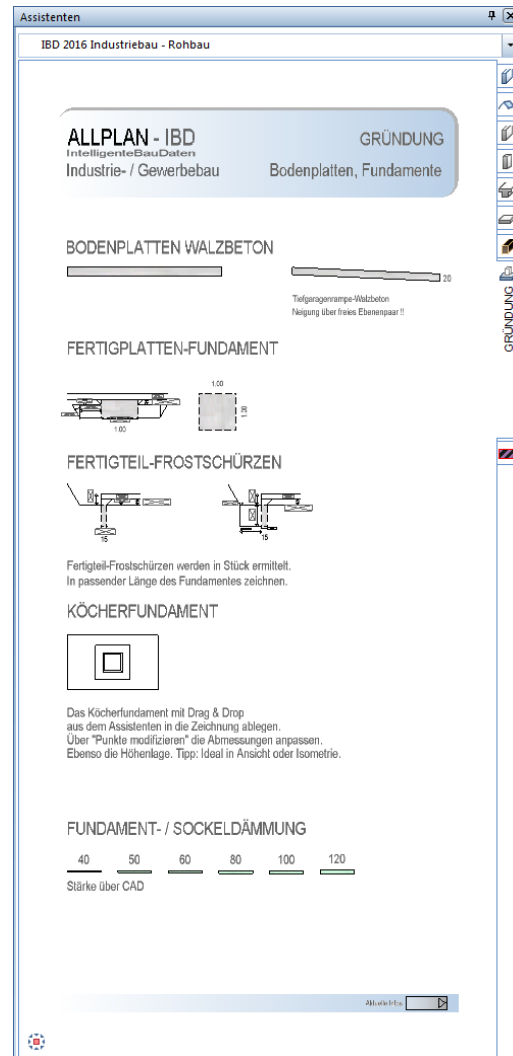 Assistenten
IBD 2016 Industriebau - Rohbau
ALLPLAN - IBD
IntelligenteBauDaten
Industrie- / Gewerbebau
GRÜNDUNG
Bodenplatten, Fundamente
GRÜNDUNG
BODENPLATTEN WALZBETON
20
Tiefgaragenrampe-Walzbeton
Neigung über freies Ebenenpaar !!
FERTIGPLATTEN-FUNDAMENT
1.00
1.00
1.00
FERTIGTEIL-FROSTSCHÜRZEN
15
15
Fertigteil-Frostschürzen werden in Stück ermittelt.
In passender Länge des Fundamentes zeichnen.
KÖCHERFUNDAMENT
Das Köcherfundament mit Drag & Drop
aus dem Assistenten in die Zeichnung ablegen.
Über "Punkte modifizieren" die Abmessungen anpassen.
Ebenso die Höhenlage. Tipp: Ideal in Ansicht oder Isometrie.
FUNDAMENT- / SOCKELDÄMMUNG
40 50 60 80 100 120
Stärke über CAD
Aktuelle Infos